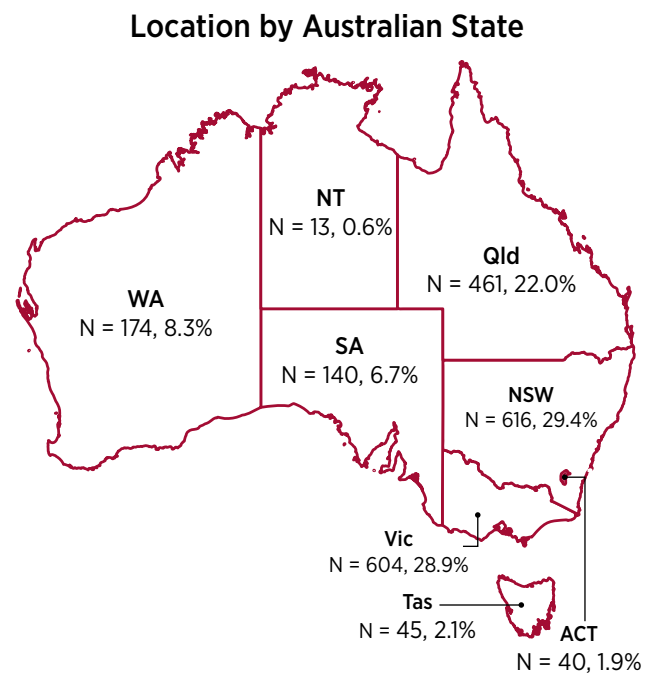 Location by Australian State
NT
N = 13, 0.6%
Qld
N = 461, 22.0%
WA
N = 174, 8.3%
SA
N = 140, 6.7%
NSW
N = 616, 29.4%
Vic
N = 604, 28.9%
Tas
N = 45, 2.1%
ACT
N = 40, 1.9%